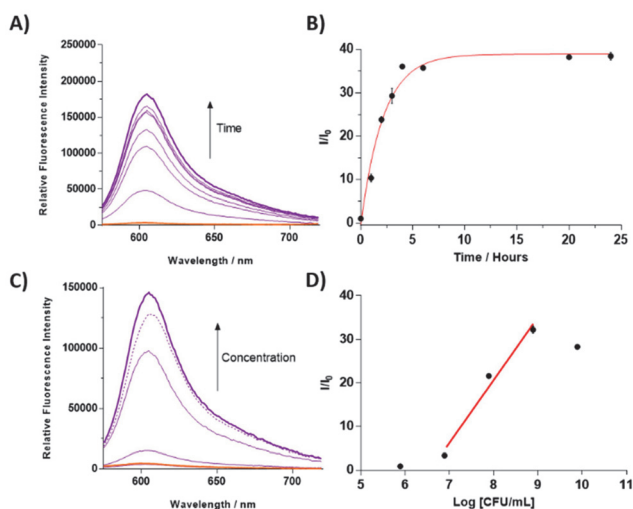 A)
250000
200000
150000
100000
50000
0
Relative Fluorescence Intensity
Time
600
650
700
Wavelength / nm
B)
40
30
20
10
0
I/I₀
0
5
10
15
20
25
Time / Hours
C)
150000
100000
50000
0
Relative Fluorescence Intensity
Concentration
600
650
700
Wavelength / nm
D)
40
30
20
10
0
I/I₀
5
6
7
8
9
10
11
Log [CFU/mL]